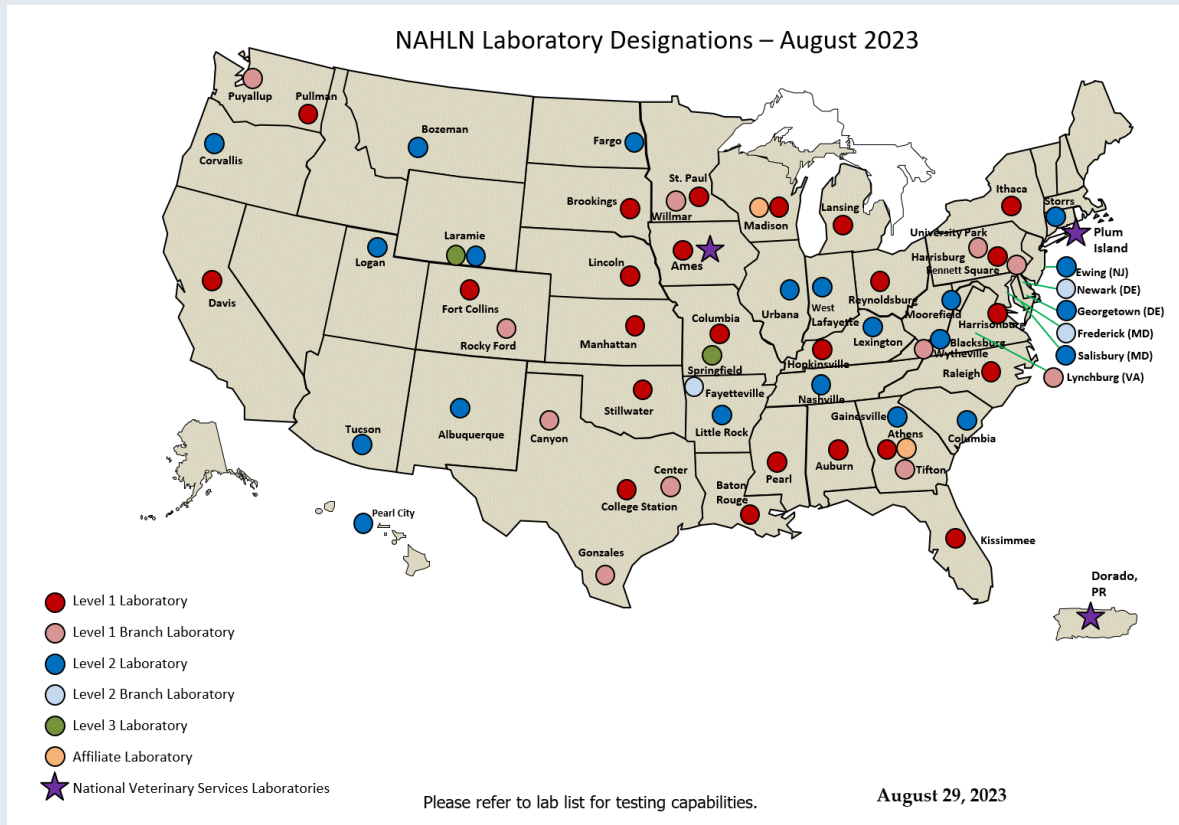 NAHLN Laboratory Designations – August 2023
Puyallup
Pullman
Corvallis
Bozeman
Fargo
St. Paul
Willmar
Brookings
Madison
Lansing
Ithaca
Storrs
Plum
Island
University Park
Harrisburg
Kennett Square
Ewing (NJ)
Newark (DE)
Georgetown (DE)
Frederick (MD)
Salisbury (MD)
Lynchburg (VA)
Laramie
Logan
Davis
Fort Collins
Rocky Ford
Lincoln
Ames
Urbana
West
Lafayette
Reynoldsburg
Moorefield
Harrisonburg
Blacksburg
Wytheville
Lexington
Manhattan
Columbia
Springfield
Hopkinsville
Nashville
Raleigh
Fayetteville
Little Rock
Stillwater
Tucson
Albuquerque
Canyon
Gainesville
Athens
Columbia
Tifton
Auburn
Pearl
Baton
Rouge
Center
College Station
Gonzales
Pearl City
Kissimmee
Dorado,
PR
Level 1 Laboratory
Level 1 Branch Laboratory
Level 2 Laboratory
Level 2 Branch Laboratory
Level 3 Laboratory
Affiliate Laboratory
National Veterinary Services Laboratories
Please refer to lab list for testing capabilities.
August 29, 2023